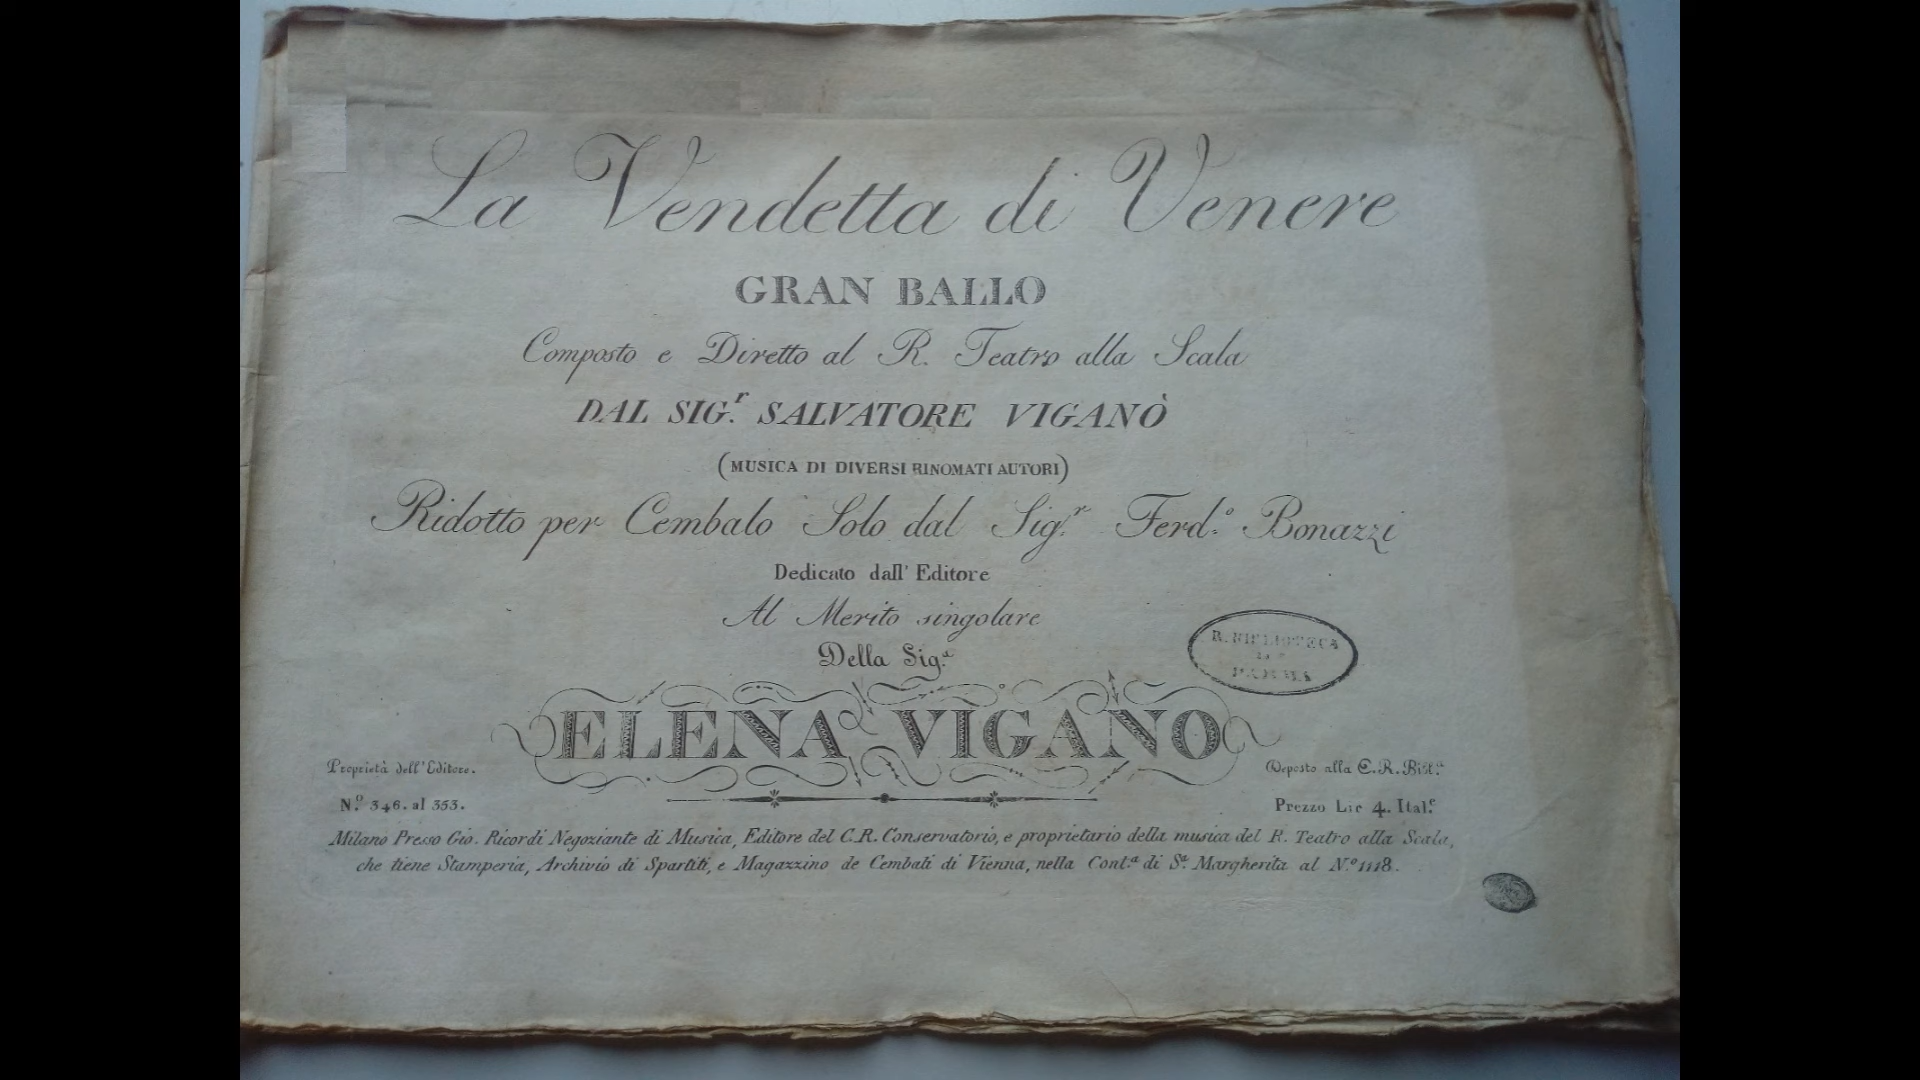 La Vendetta di Venere
GRAN BALLO
Composto e Diretto al R. Teatro alla Scala
DAL SIG.r SALVATORE VIGANÒ
(MUSICA DI DIVERSI RINOMATI AUTORI)
Ridotto per Cembalo Solo dal Sig.r Ferd.o Bonazzi
Dedicato dall' Editore
Al Merito singolare
Della Sig.a
R. BIBLIOTECA
PARMA
ELENA VIGANO
Proprietà dell'Editore.
Deposto alla C. R. Bibl.a
N.o 346. al 353.
Prezzo Lir 4. Ital.e
Milano Presso Gio. Ricordi Negoziante di Musica, Editore del C. R. Conservatorio, e proprietario della musica del R. Teatro alla Scala,
che tiene Stamperia, Archivio di Spartiti, e Magazzino de Cembali di Vienna, nella Cont.a di S.a Margherita al N.o 1118.